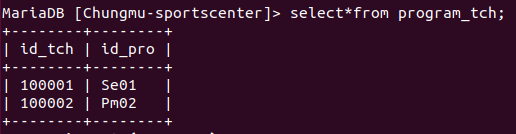 MariaDB [Chungmu-sportscenter]> select*from program_tch;
+--------+--------+
| id_tch | id_pro |
+--------+--------+
| 100001 | Se01   |
| 100002 | Pm02   |
+--------+--------+